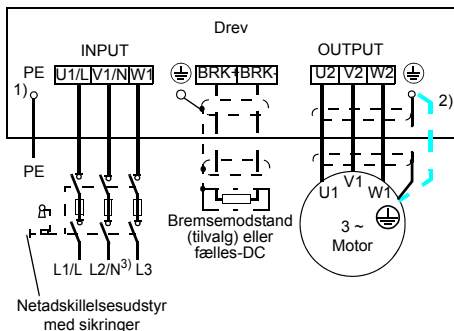 Drev
INPUT
OUTPUT
PE
U1/L V1/N W1
BRK+ BRK-
U2 V2 W2
1)
2)
PE
U1
V1
W1
3 ~
Motor
Bremsemodstand
(tilvalg) eller
fælles-DC
L1/L L2/N3) L3
Netadskillelsesudstyr
med sikringer